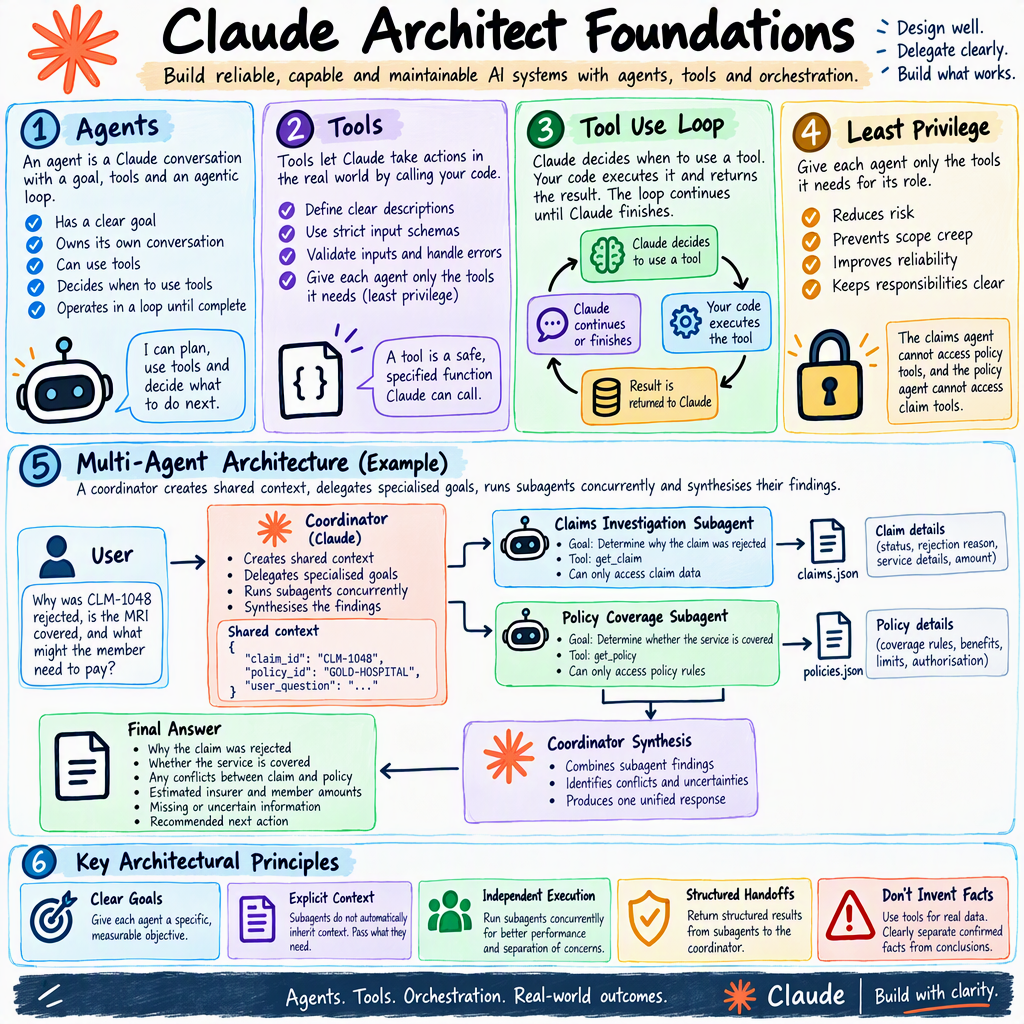 Claude Architect Foundations
Build reliable, capable and maintainable AI systems with agents, tools and orchestration.
Design well.
Delegate clearly.
Build what works.
1 Agents
An agent is a Claude conversation
with a goal, tools and an agentic
loop.
Has a clear goal
Owns its own conversation
Can use tools
Decides when to use tools
Operates in a loop until complete
I can plan,
use tools and
decide what
to do next.
2 Tools
Tools let Claude take actions in
the real world by calling your code.
Define clear descriptions
Use strict input schemas
Validate inputs and handle errors
Give each agent only the tools
it needs (least privilege)
{ }
A tool is a safe,
specified function
Claude can call.
3 Tool Use Loop
Claude decides when to use a tool.
Your code executes it and returns
the result. The loop continues
until Claude finishes.
Claude decides
to use a tool
Your code
executes
the tool
Result is
returned to Claude
Claude
continues
or finishes
4 Least Privilege
Give each agent only the tools
it needs for its role.
Reduces risk
Prevents scope creep
Improves reliability
Keeps responsibilities clear
The claims agent
cannot access policy
tools, and the policy
agent cannot access
claim tools.
5 Multi-Agent Architecture (Example)
A coordinator creates shared context, delegates specialised goals, runs subagents concurrently and synthesises their findings.
User
Why was CLM-1048
rejected, is the MRI
covered, and what
might the member
need to pay?
Coordinator
(Claude)
• Creates shared context
• Delegates specialised goals
• Runs subagents concurrently
• Synthesises the findings
Shared context
{
"claim_id": "CLM-1048",
"policy_id": "GOLD-HOSPITAL",
"user_question": "..."
}
Claims Investigation Subagent
• Goal: Determine why the claim was rejected
• Tool: get_claim
• Can only access claim data
claims.json
Claim details
(status, rejection reason,
service details, amount)
Policy Coverage Subagent
• Goal: Determine whether the service is covered
• Tool: get_policy
• Can only access policy rules
policies.json
Policy details
(coverage rules, benefits,
limits, authorisation)
Coordinator Synthesis
• Combines subagent findings
• Identifies conflicts and uncertainties
• Produces one unified response
Final Answer
• Why the claim was rejected
• Whether the service is covered
• Any conflicts between claim and policy
• Estimated insurer and member amounts
• Missing or uncertain information
• Recommended next action
6 Key Architectural Principles
Clear Goals
Give each agent a specific,
measurable objective.
Explicit Context
Subagents do not automatically
inherit context. Pass what they
need.
Independent Execution
Run subagents concurrently
for better performance
and separation of concerns.
Structured Handoffs
Return structured results
from subagents to the
coordinator.
Don't Invent Facts
Use tools for real data.
Clearly separate confirmed
facts from conclusions.
Agents. Tools. Orchestration. Real-world outcomes.
Claude
Build with clarity.